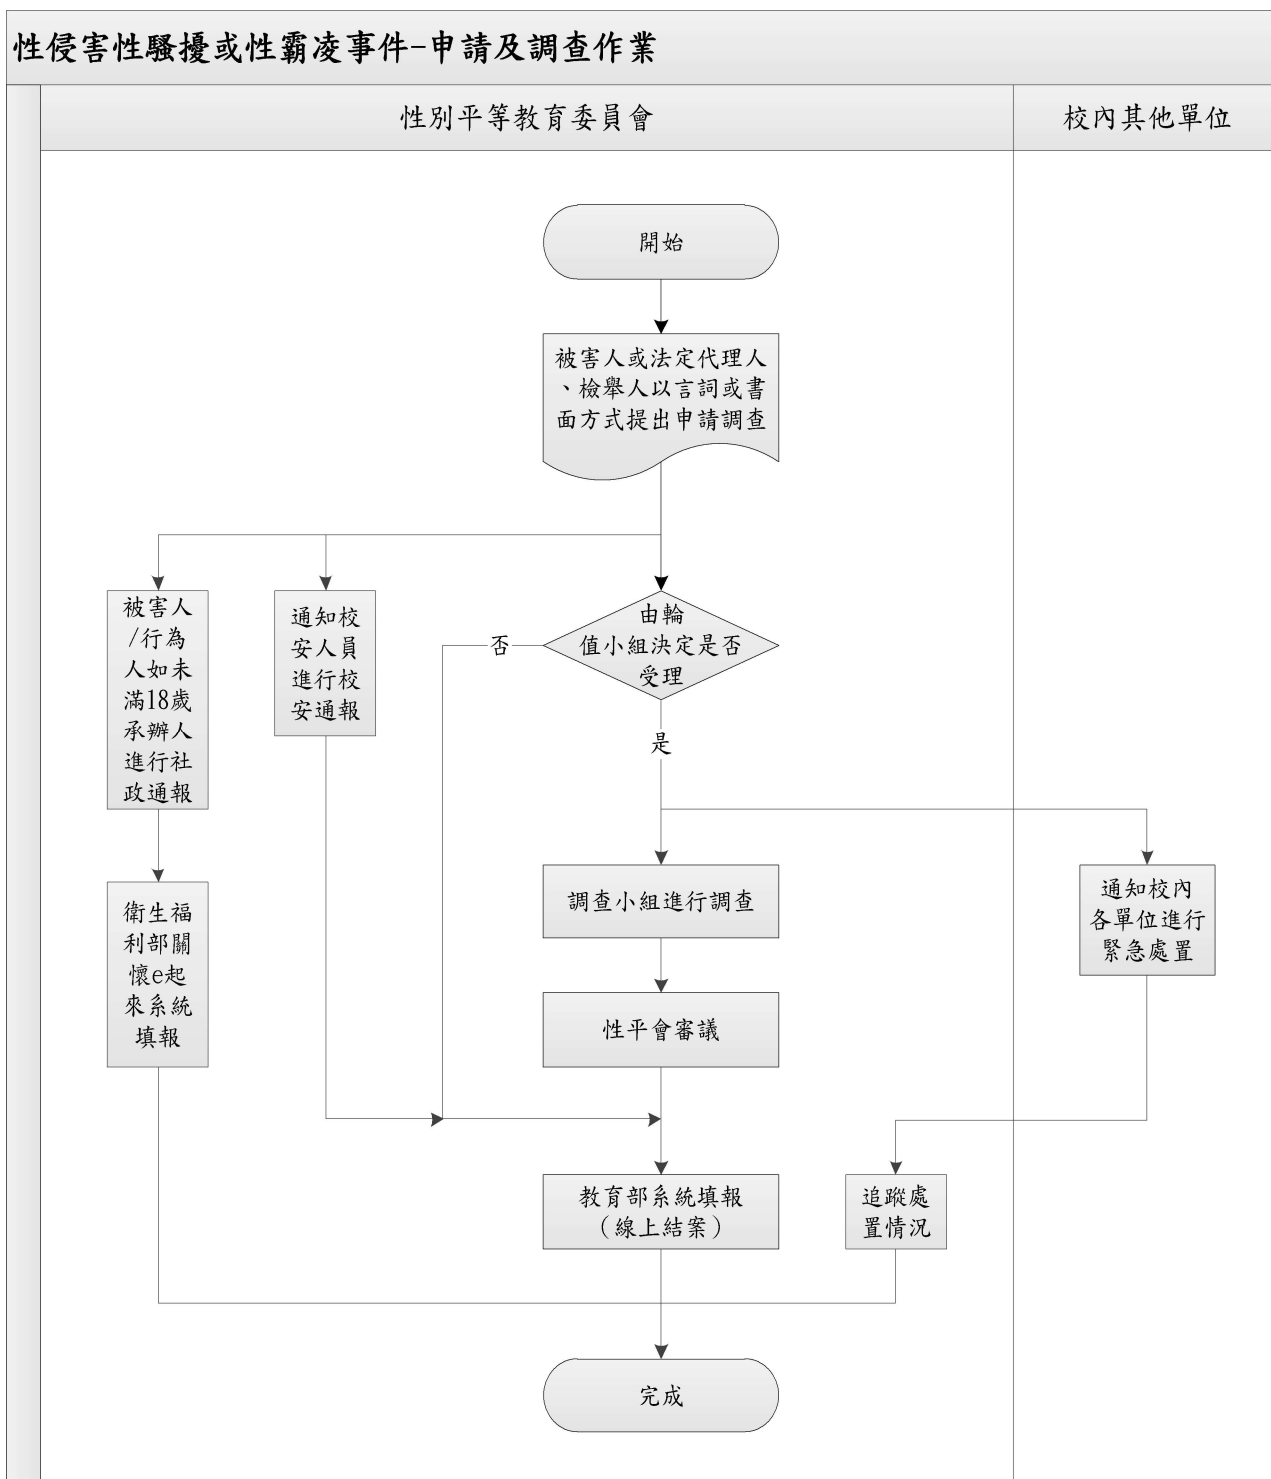 性侵害性騷擾或性霸凌事件-申請及調查作業
性別平等教育委員會
校內其他單位
開始
被害人或法定代理人
、檢舉人以言詞或書
面方式提出申請調查
被害人
/行為
人如未
滿18歲
承辦人
進行社
政通報
通知校
安人員
進行校
安通報
否
由輪
值小組決定是否
受理
是
衛生福
利部關
懷e起
來系統
填報
調查小組進行調查
通知校內
各單位進行
緊急處置
性平會審議
教育部系統填報
（線上結案）
追蹤處
置情況
完成